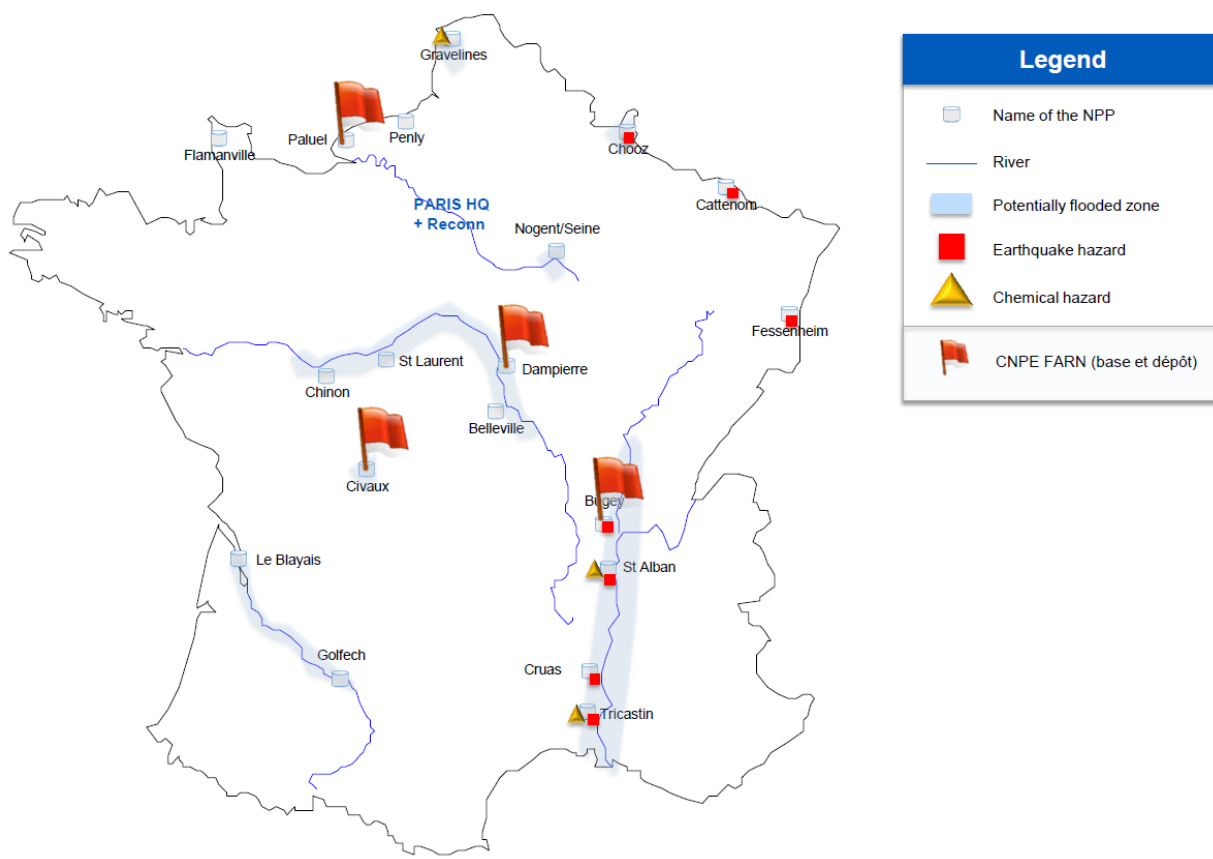 Gravelines
Paluel
Penly
Flamanville
Chooz
Cattenom
PARIS HQ
+ Reconn
Nogent/Seine
Fessenheim
St Laurent
Dampierre
Chinon
Belleville
Civaux
Bugey
Le Blayais
St Alban
Golfech
Cruas
Tricastin
Legend
Name of the NPP
River
Potentially flooded zone
Earthquake hazard
Chemical hazard
CNPE FARN (base et dépôt)